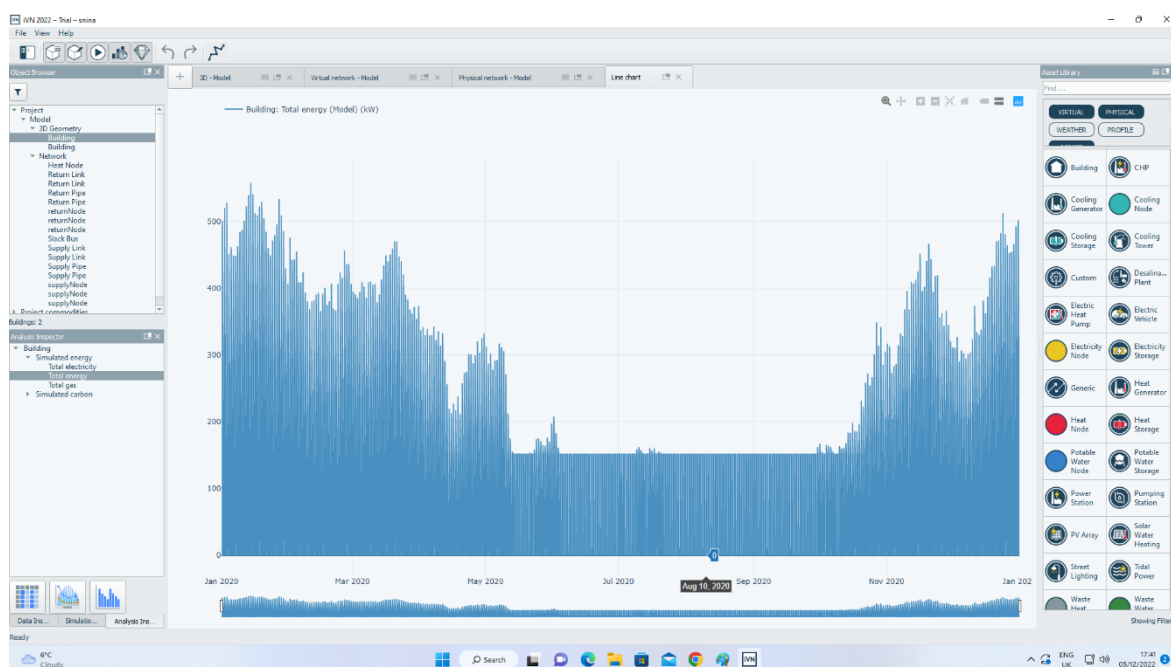 iVN 2022 - Trial - snina
File View Help
Object Browser
Project
Model
3D Geometry
Building
Building
Network
Heat Node
Return Link
Return Link
Return Pipe
Return Pipe
returnNode
returnNode
returnNode
Slack Bus
Supply Link
Supply Link
Supply Pipe
Supply Pipe
supplyNode
supplyNode
supplyNode
Project commodities
Buildings: 2
Analysis Inspector
Building
Simulated energy
Total electricity
Total energy
Total gas
Simulated carbon
Data Ins...
Simulatio...
Analysis Ins...
Ready
3D - Model
Virtual network - Model
Physical network - Model
Line chart
Building: Total energy (Model) (kW)
500
400
300
200
100
0
0
Jan 2020
Mar 2020
May 2020
Jul 2020
Aug 10, 2020
Sep 2020
Nov 2020
Jan 202
Asset Library
Find ...
VIRTUAL
PHYSICAL
WEATHER
PROFILE
Building
CHP
Cooling Generator
Cooling Node
Cooling Storage
Cooling Tower
Custom
Desalina... Plant
Electric Heat Pump
Electric Vehicle
Electricity Node
Electricity Storage
Generic
Heat Generator
Heat Node
Heat Storage
Potable Water Node
Potable Water Storage
Power Station
Pumping Station
PV Array
Solar Water Heating
Street Lighting
Tidal Power
Waste Heat
Waste Water
Showing Filte
6°C
Cloudy
Search
IVN
ENG
UK
17:41
05/12/2022
2